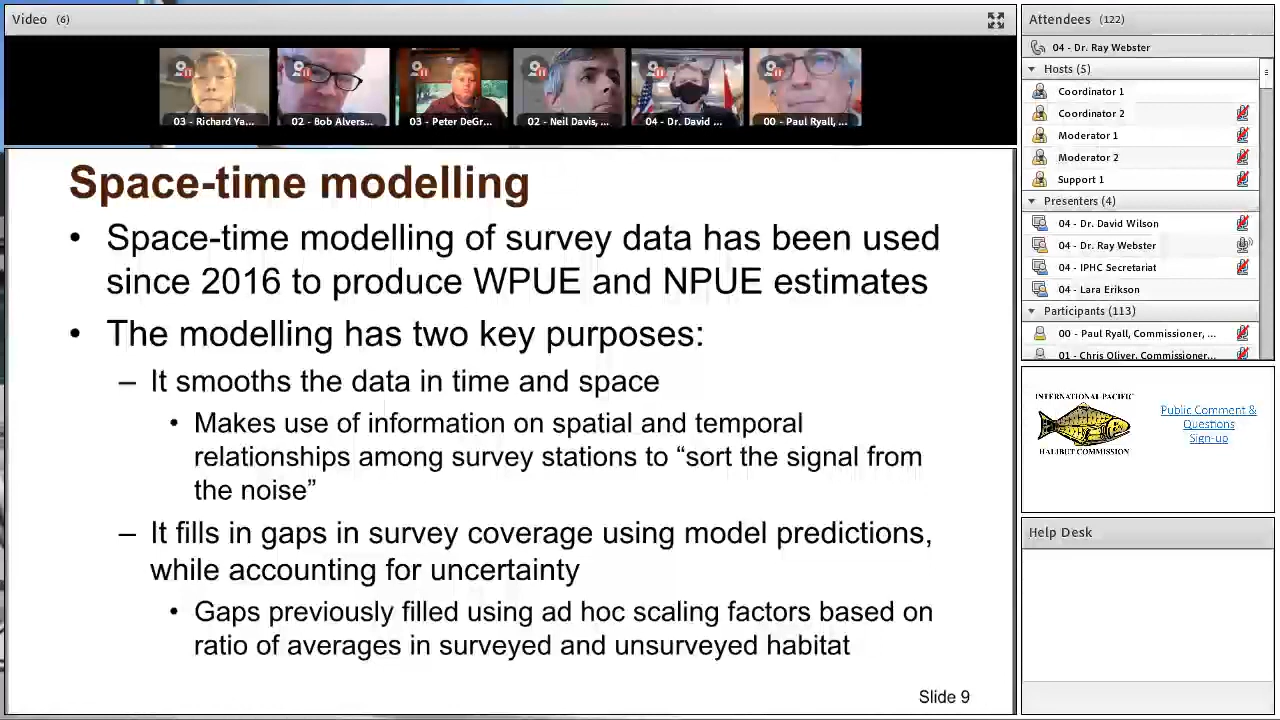 Video (6)
03 - Richard Ya...
02 - Bob Alvers...
03 - Peter DeGr...
02 - Neil Davis, ...
04 - Dr. David ...
00 - Paul Ryall, ...
Space-time modelling
• Space-time modelling of survey data has been used
since 2016 to produce WPUE and NPUE estimates
• The modelling has two key purposes:
– It smooths the data in time and space
• Makes use of information on spatial and temporal
relationships among survey stations to “sort the signal from
the noise”
– It fills in gaps in survey coverage using model predictions,
while accounting for uncertainty
• Gaps previously filled using ad hoc scaling factors based on
ratio of averages in surveyed and unsurveyed habitat
Slide 9
Attendees (122)
04 - Dr. Ray Webster
Hosts (5)
Coordinator 1
Coordinator 2
Moderator 1
Moderator 2
Support 1
Presenters (4)
04 - Dr. David Wilson
04 - Dr. Ray Webster
04 - IPHC Secretariat
04 - Lara Erikson
Participants (113)
00 - Paul Ryall, Commissioner, ...
01 - Chris Oliver, Commissioner...
INTERNATIONAL PACIFIC
HALIBUT COMMISSION
Public Comment &
Questions
Sign-up
Help Desk